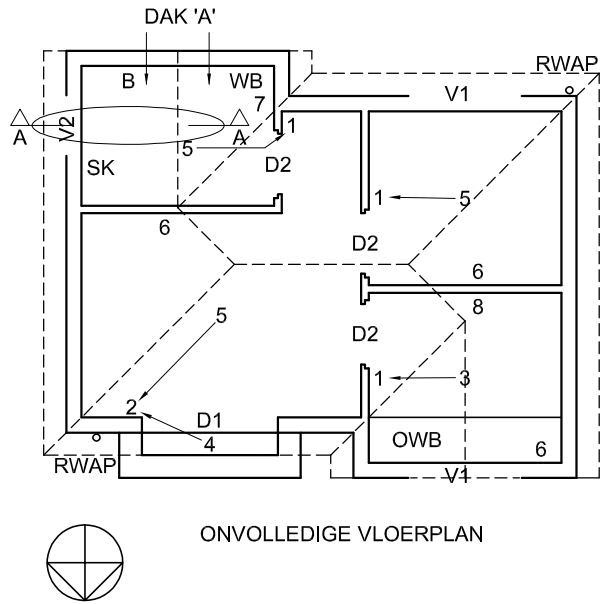 DAK 'A'
RWAP
B WB
V1
7
1
A V2 A
5
D2
SK
1 5
6
D2
6
8
5
D2
1 3
2
D1
4
OWB 6
RWAP
V1
ONVOLLEDIGE VLOERPLAN